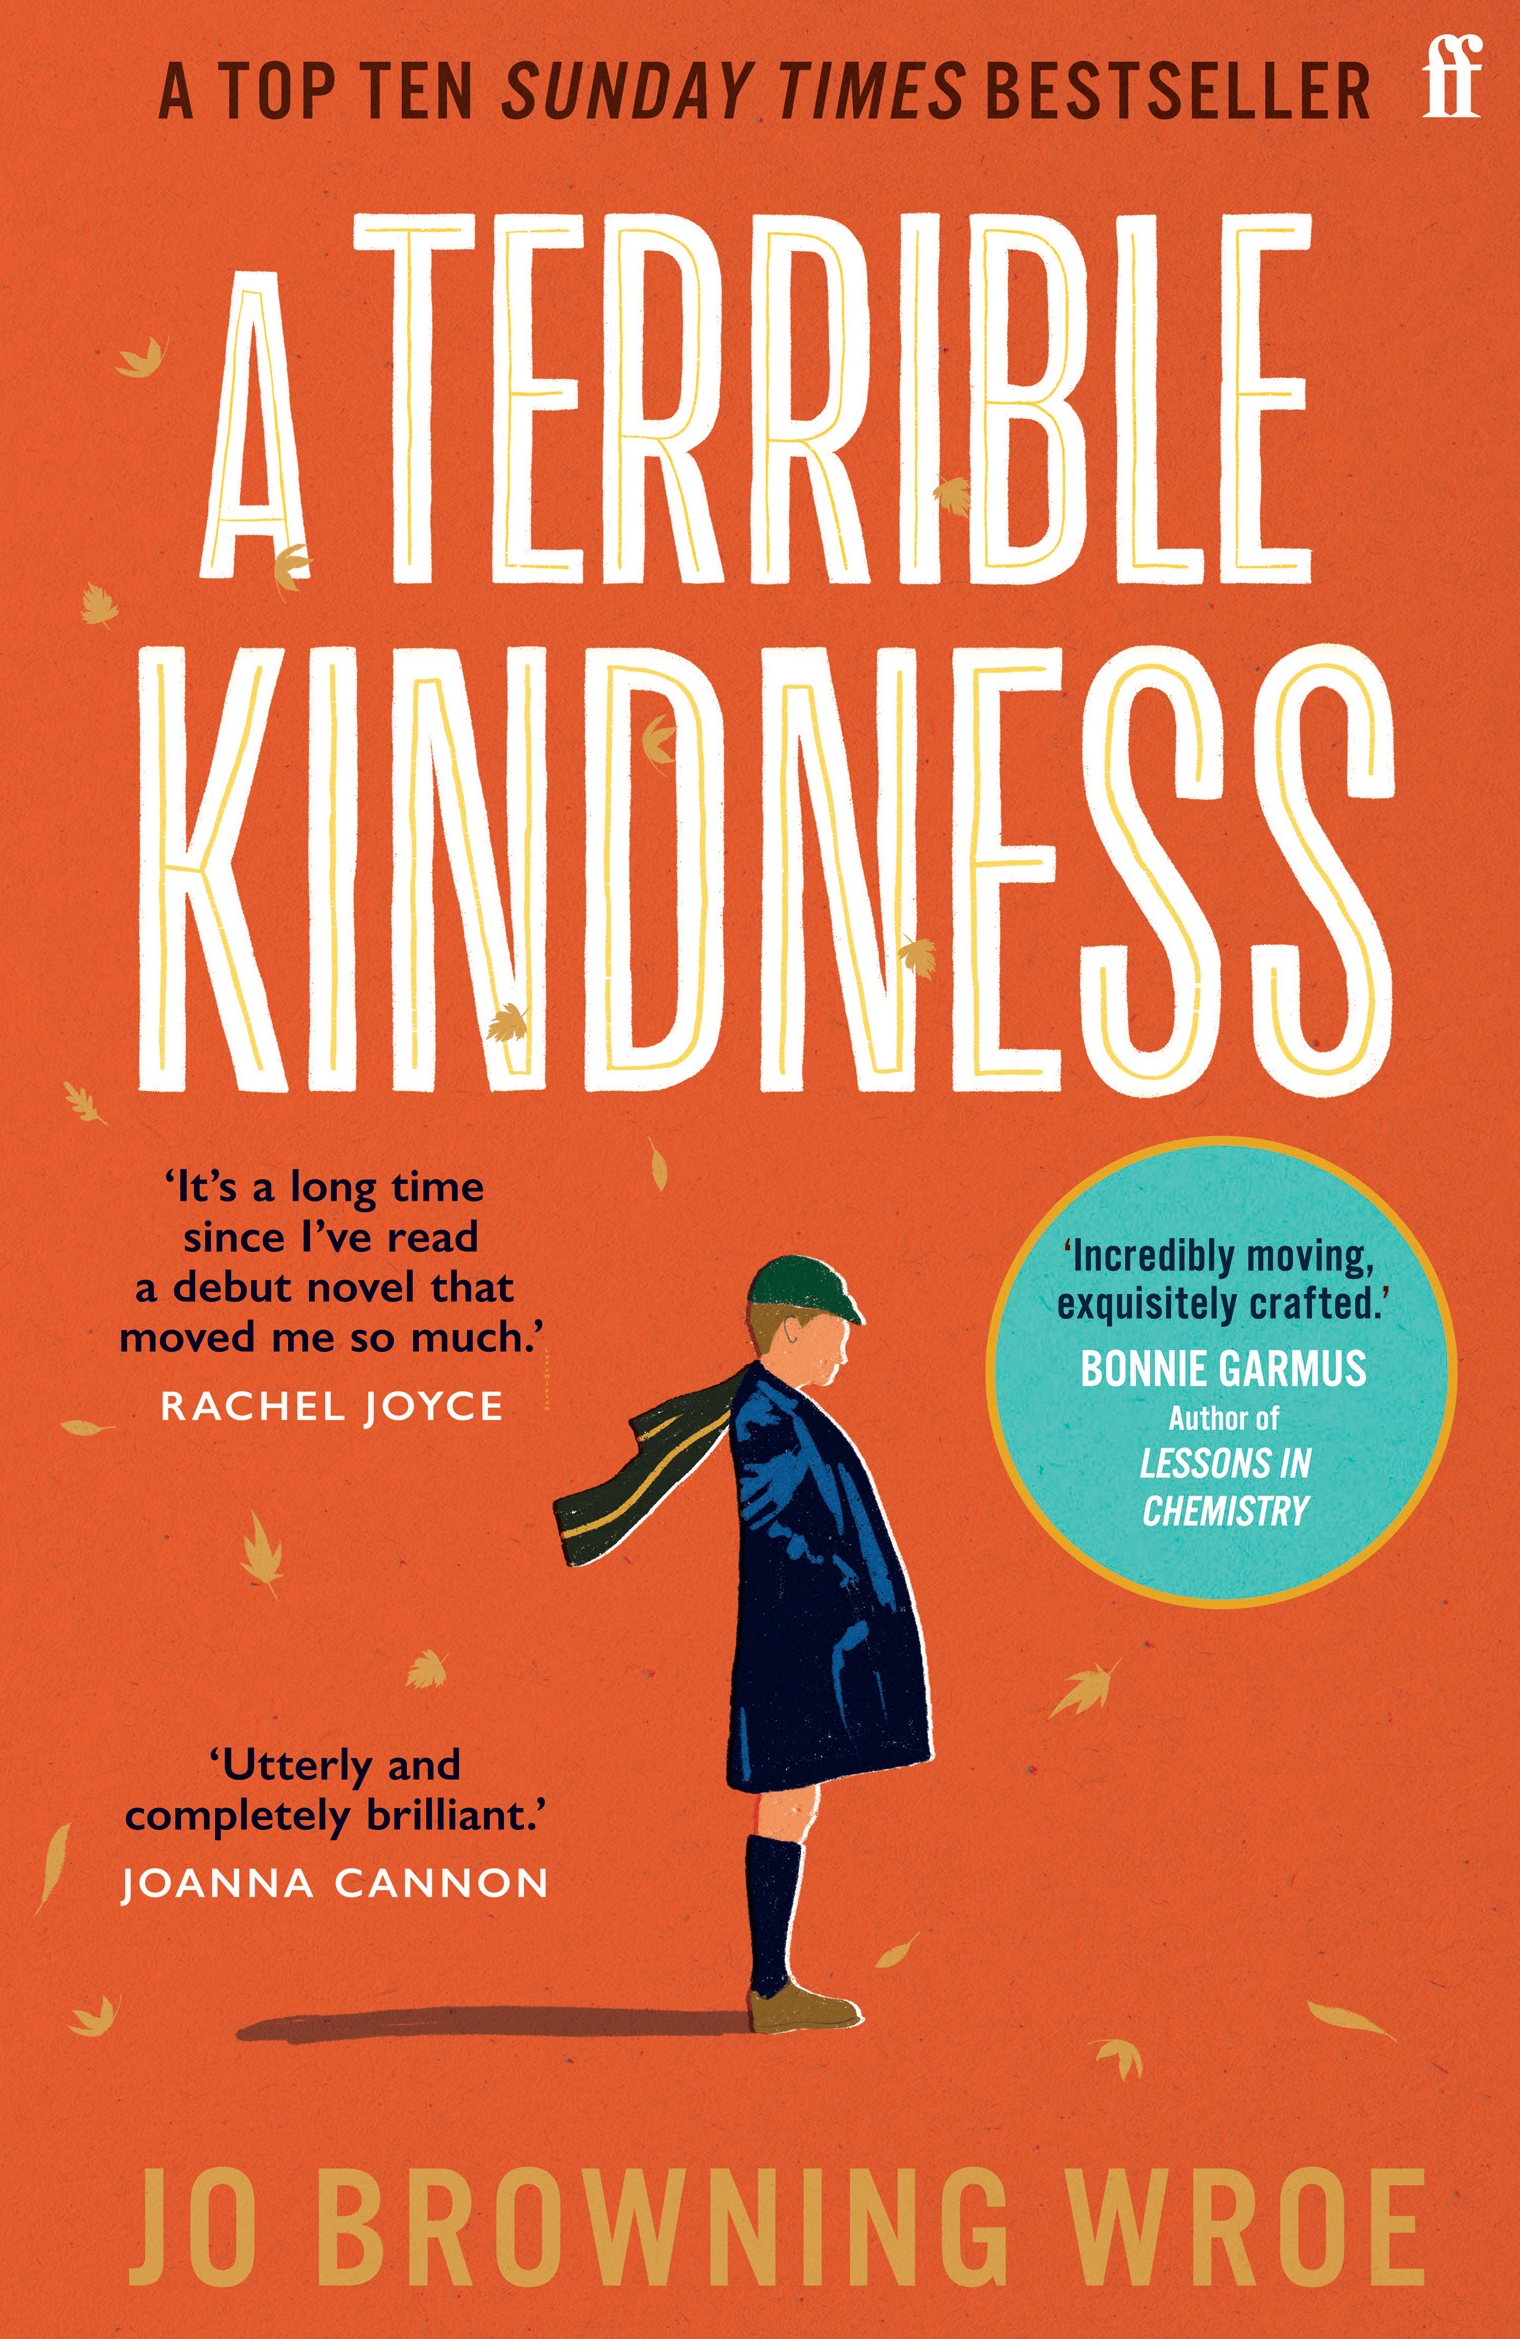 A TOP TEN SUNDAY TIMES BESTSELLER
ff
A TERRIBLE
KINDNESS
‘It’s a long time
since I’ve read
a debut novel that
moved me so much.’
RACHEL JOYCE
‘Incredibly moving,
exquisitely crafted.’
BONNIE GARMUS
Author of
LESSONS IN
CHEMISTRY
‘Utterly and
completely brilliant.’
JOANNA CANNON
JO BROWNING WROE